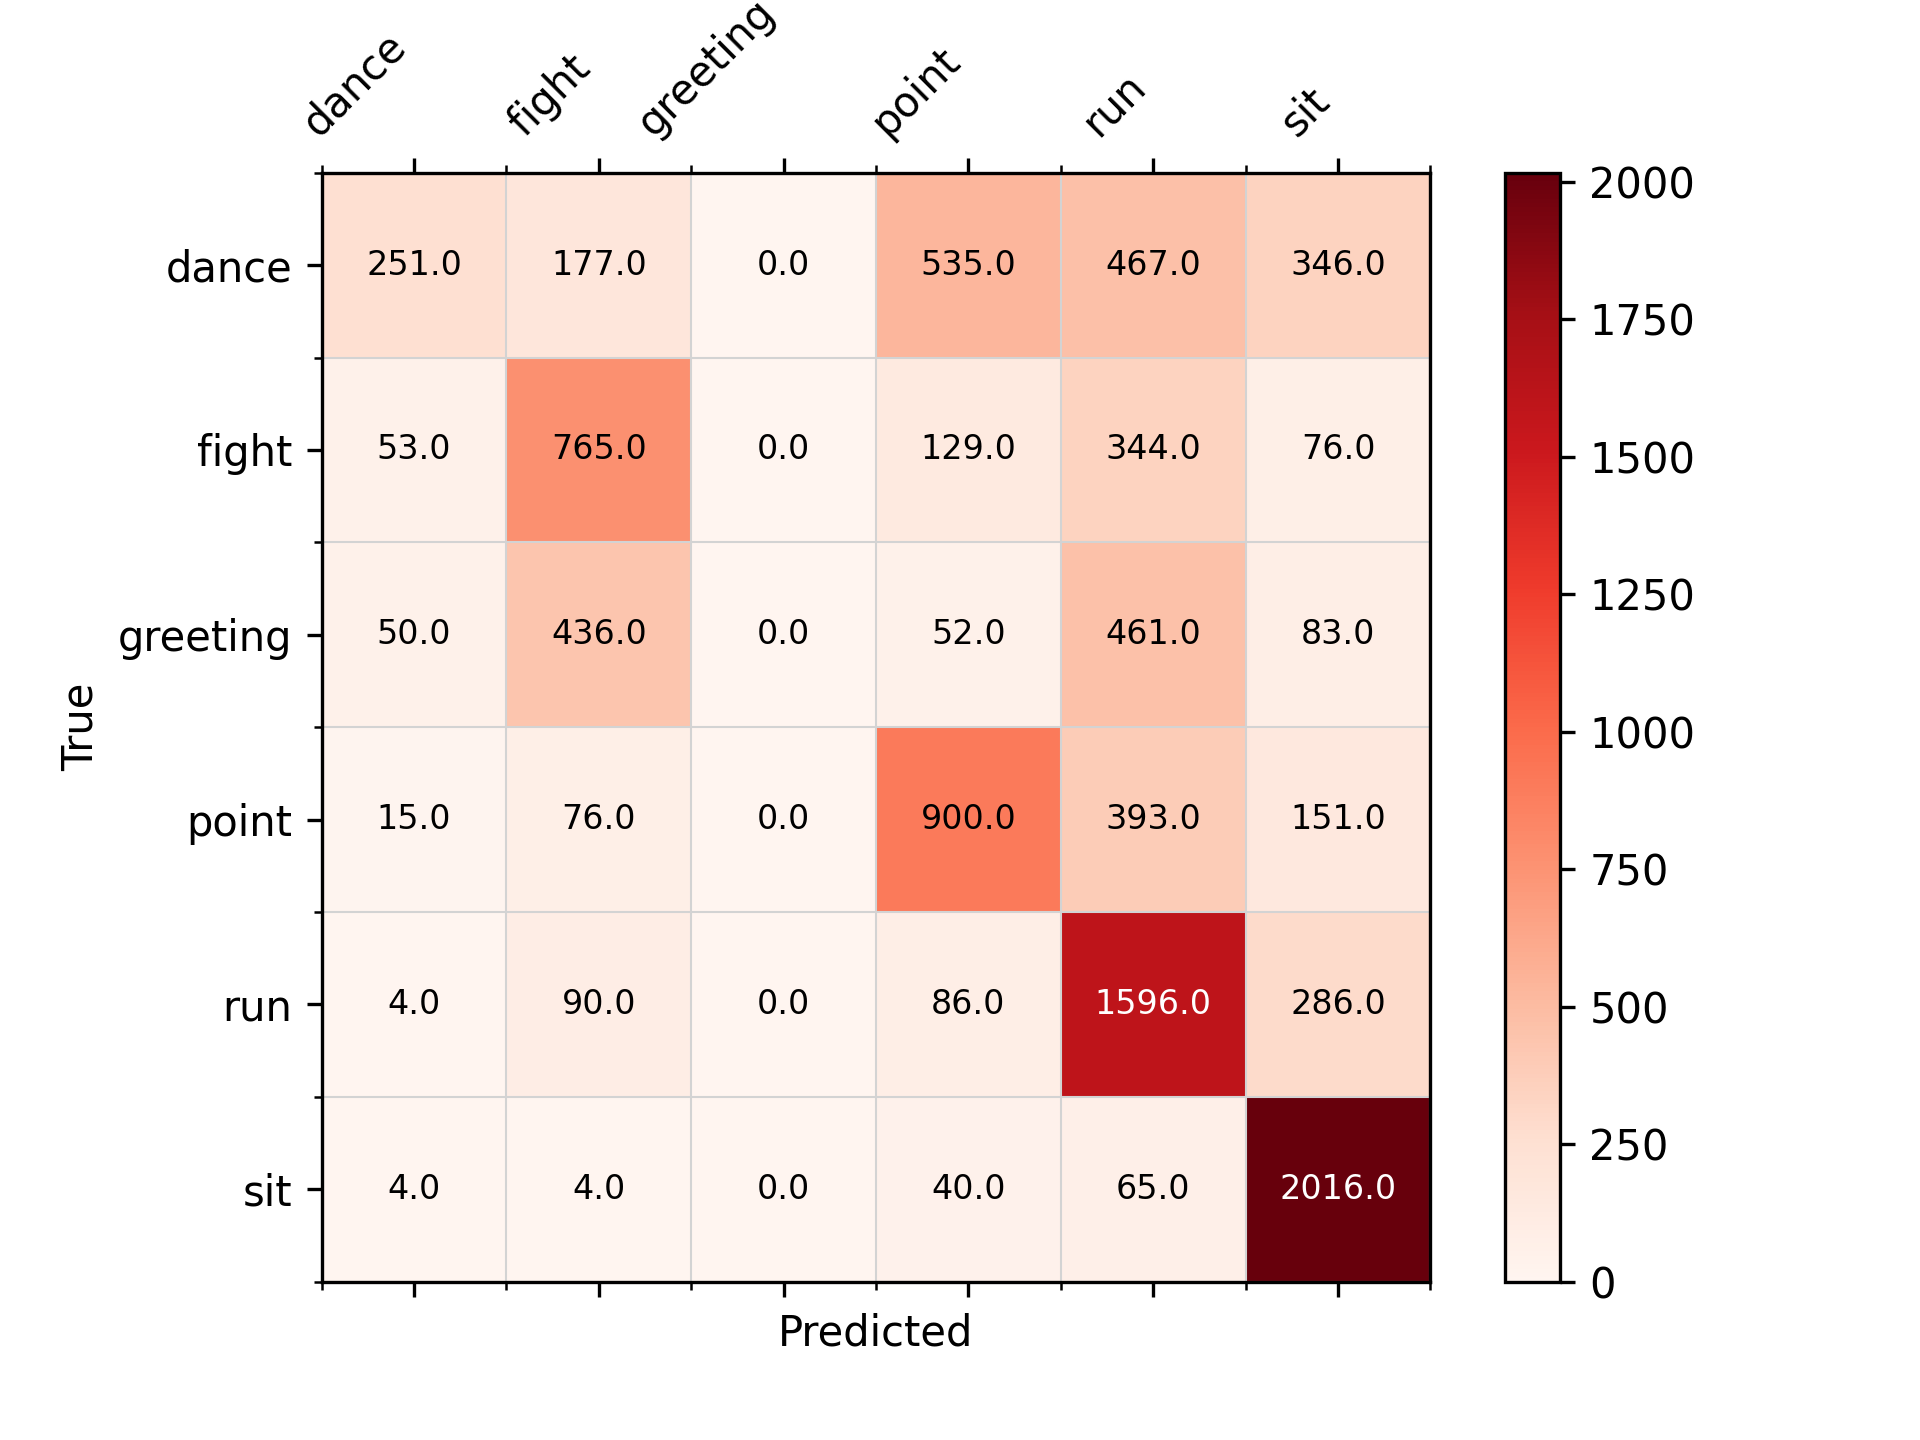 dance fight greeting point run sit
dance 251.0 177.0 0.0 535.0 467.0 346.0
fight 53.0 765.0 0.0 129.0 344.0 76.0
greeting 50.0 436.0 0.0 52.0 461.0 83.0
point 15.0 76.0 0.0 900.0 393.0 151.0
run 4.0 90.0 0.0 86.0 1596.0 286.0
sit 4.0 4.0 0.0 40.0 65.0 2016.0
True
Predicted
2000
1750
1500
1250
1000
750
500
250
0